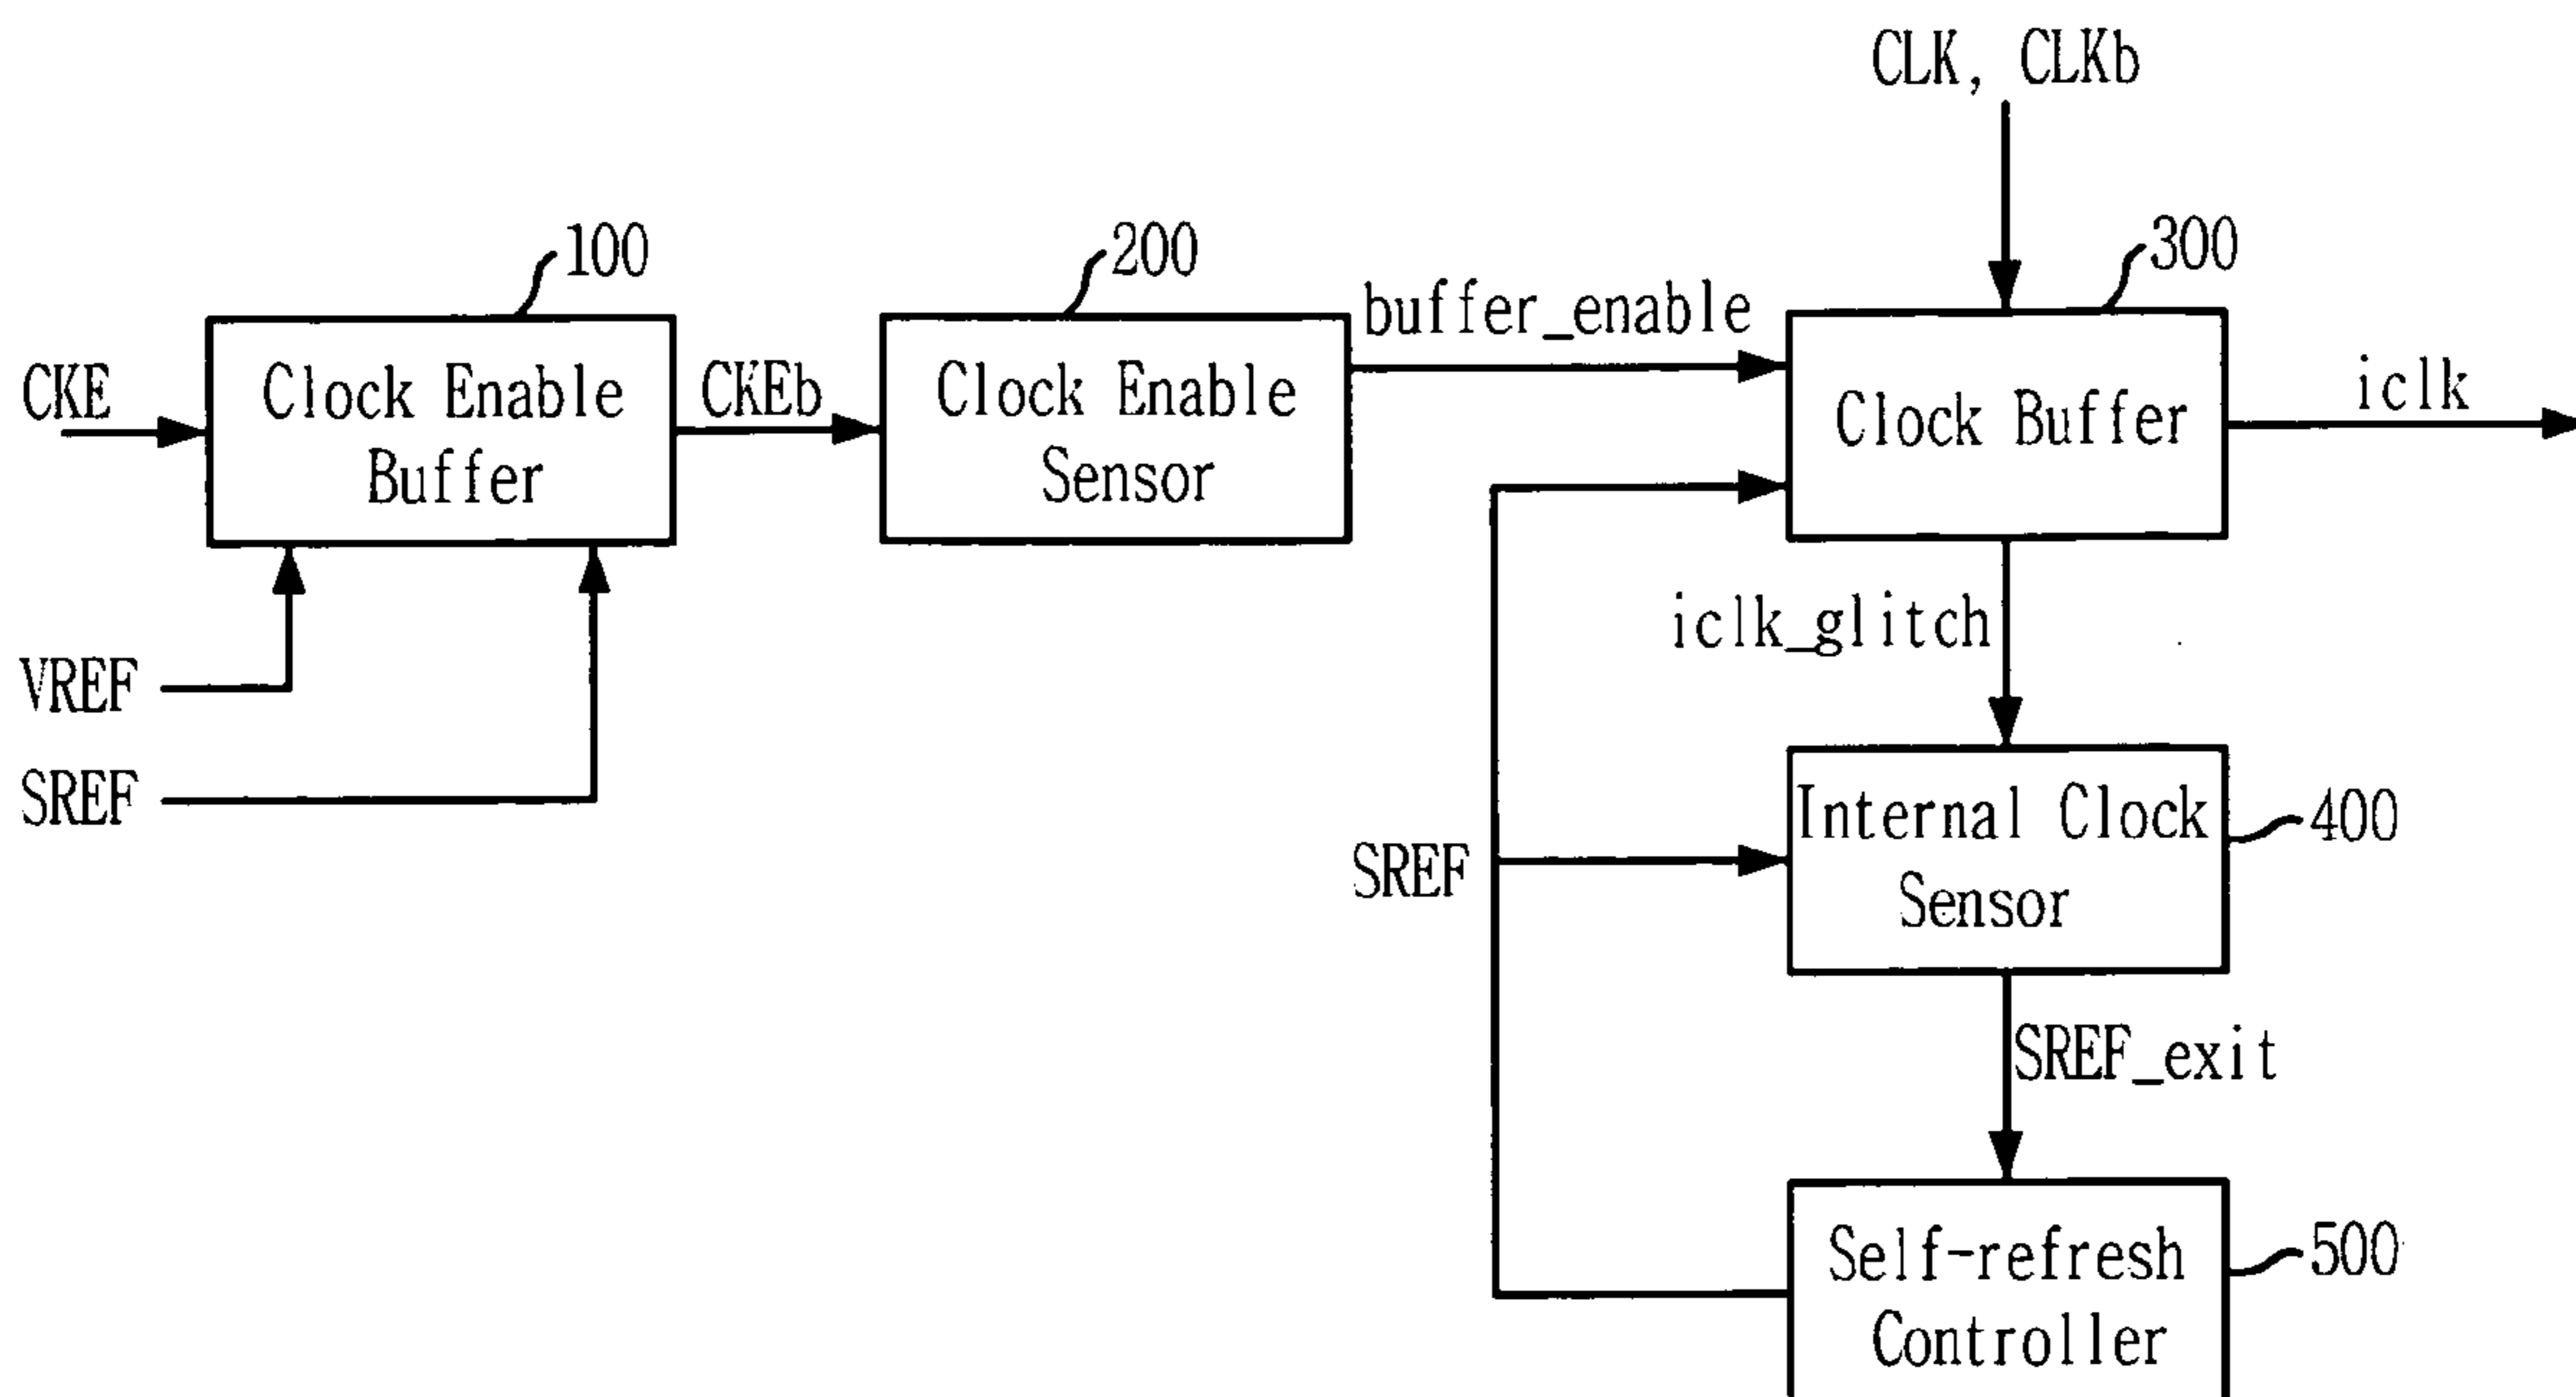 CLK, CLKb
100
200
300
buffer_enable
CKE
Clock Enable
Buffer
CKEb
Clock Enable
Sensor
Clock Buffer
iclk
iclk_glitch
VREF
SREF
SREF
Internal Clock
Sensor
400
SREF_exit
Self-refresh
Controller
500